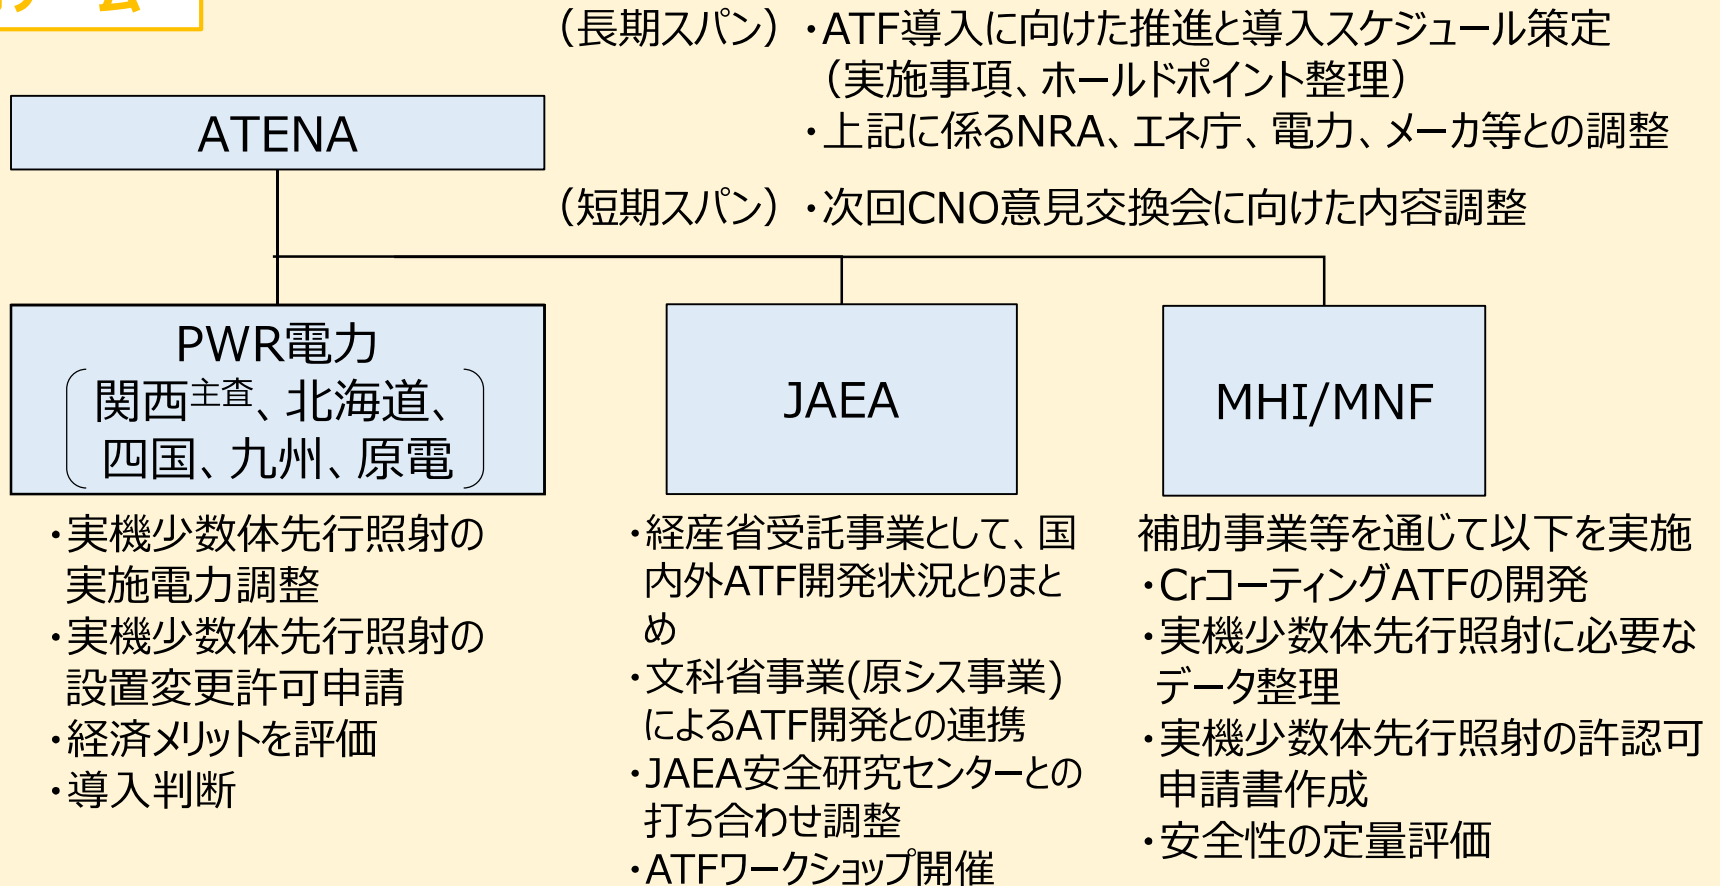 （長期スパン）・ATF導入に向けた推進と導入スケジュール策定
（実施事項、ホールドポイント整理）
・上記に係るNRA、エネ庁、電力、メーカ等との調整
ATENA
（短期スパン）・次回CNO意見交換会に向けた内容調整
PWR電力
関西主査、北海道、
四国、九州、原電
・実機少数体先行照射の
実施電力調整
・実機少数体先行照射の
設置変更許可申請
・経済メリットを評価
・導入判断
JAEA
・経産省受託事業として、国
内外ATF開発状況とりまと
め
・文科省事業(原シス事業)
によるATF開発との連携
・JAEA安全研究センターとの
打ち合わせ調整
・ATFワークショップ開催
MHI/MNF
補助事業等を通じて以下を実施
・CrコーティングATFの開発
・実機少数体先行照射に必要な
データ整理
・実機少数体先行照射の許認可
申請書作成
・安全性の定量評価